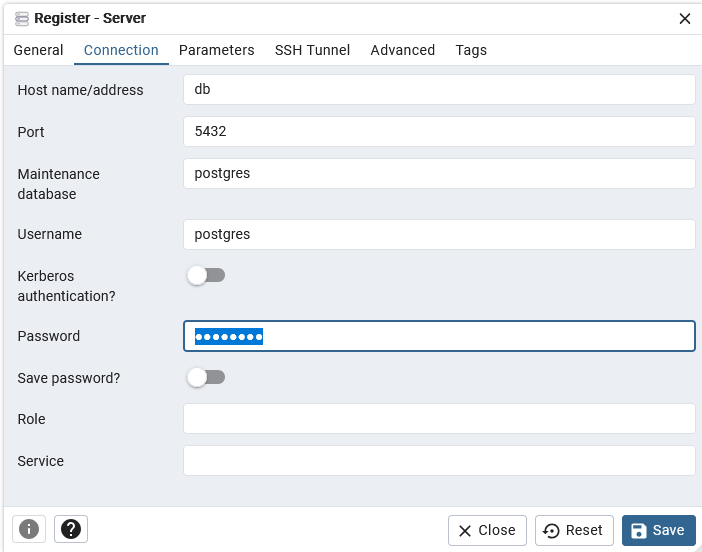 Register - Server
General Connection Parameters SSH Tunnel Advanced Tags
Host name/address db
Port 5432
Maintenance database postgres
Username postgres
Kerberos authentication?
Password ••••••••
Save password?
Role
Service
i ? Close Reset Save